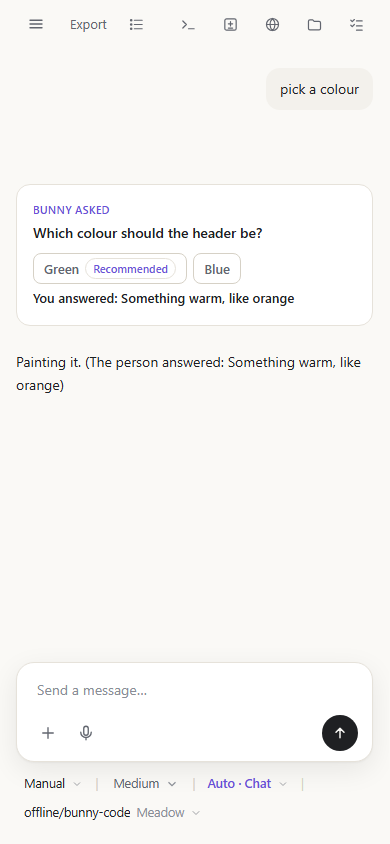 Export
pick a colour
BUNNY ASKED
Which colour should the header be?
Green Recommended Blue
You answered: Something warm, like orange
Painting it. (The person answered: Something warm, like
orange)
Send a message...
Manual Medium Auto · Chat
offline/bunny-code Meadow